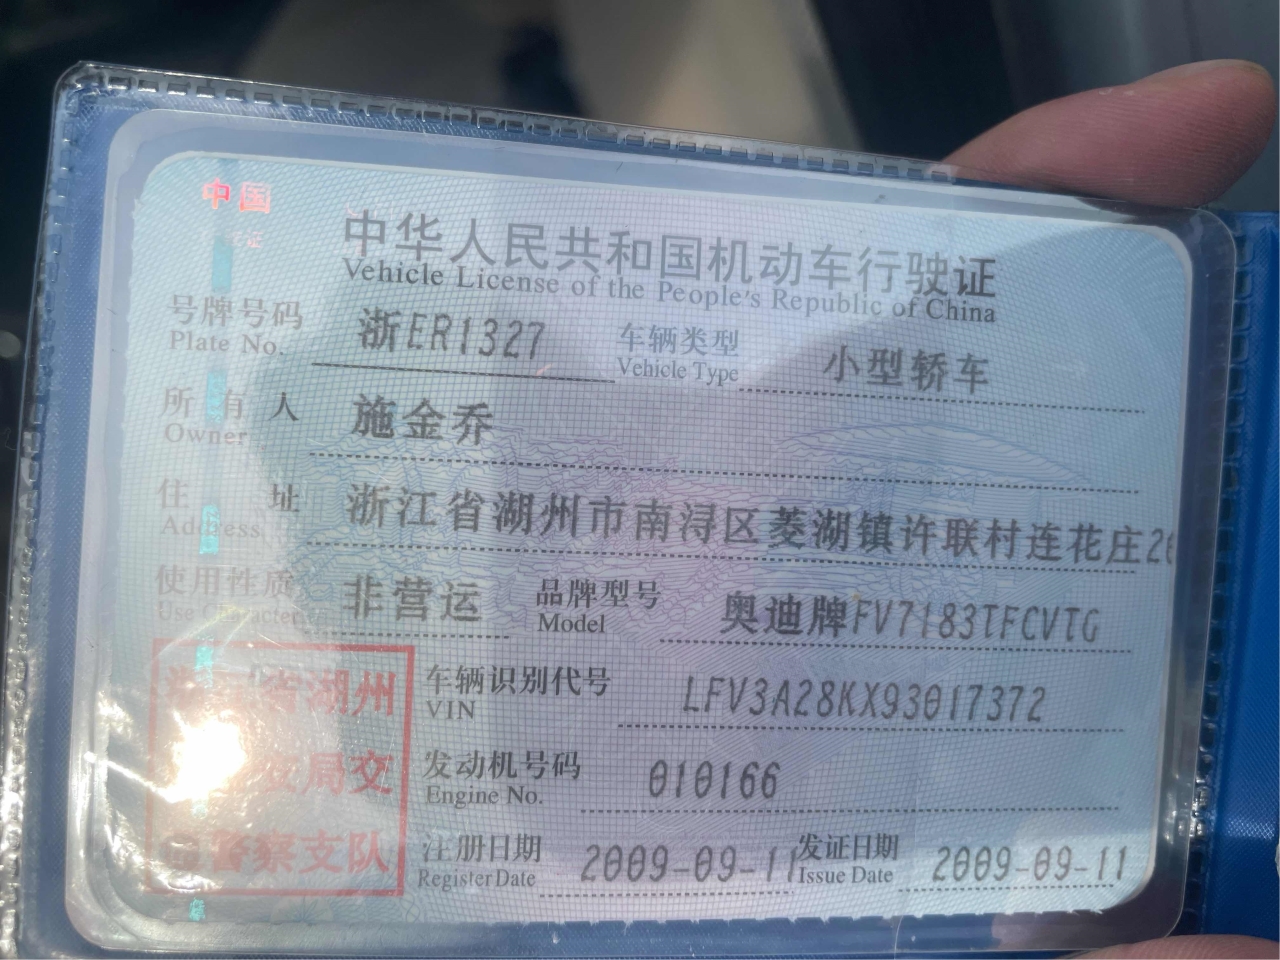 中国
中华人民共和国机动车行驶证
Vehicle License of the People's Republic of China
号牌号码 浙ER1327 车辆类型 小型轿车
Plate No. Vehicle Type
所有人 施金乔
Owner
住址 浙江省湖州市南浔区菱湖镇许联村连花庄26
Address
使用性质 非营运 品牌型号 奥迪牌FV7183TFCVTG
Use Character Model
车辆识别代号 LFV3A28KX93017372
VIN
发动机号码 010166
Engine No.
注册日期 2009-09-11 发证日期 2009-09-11
Register Date Issue Date
省湖州
局交
警察支队